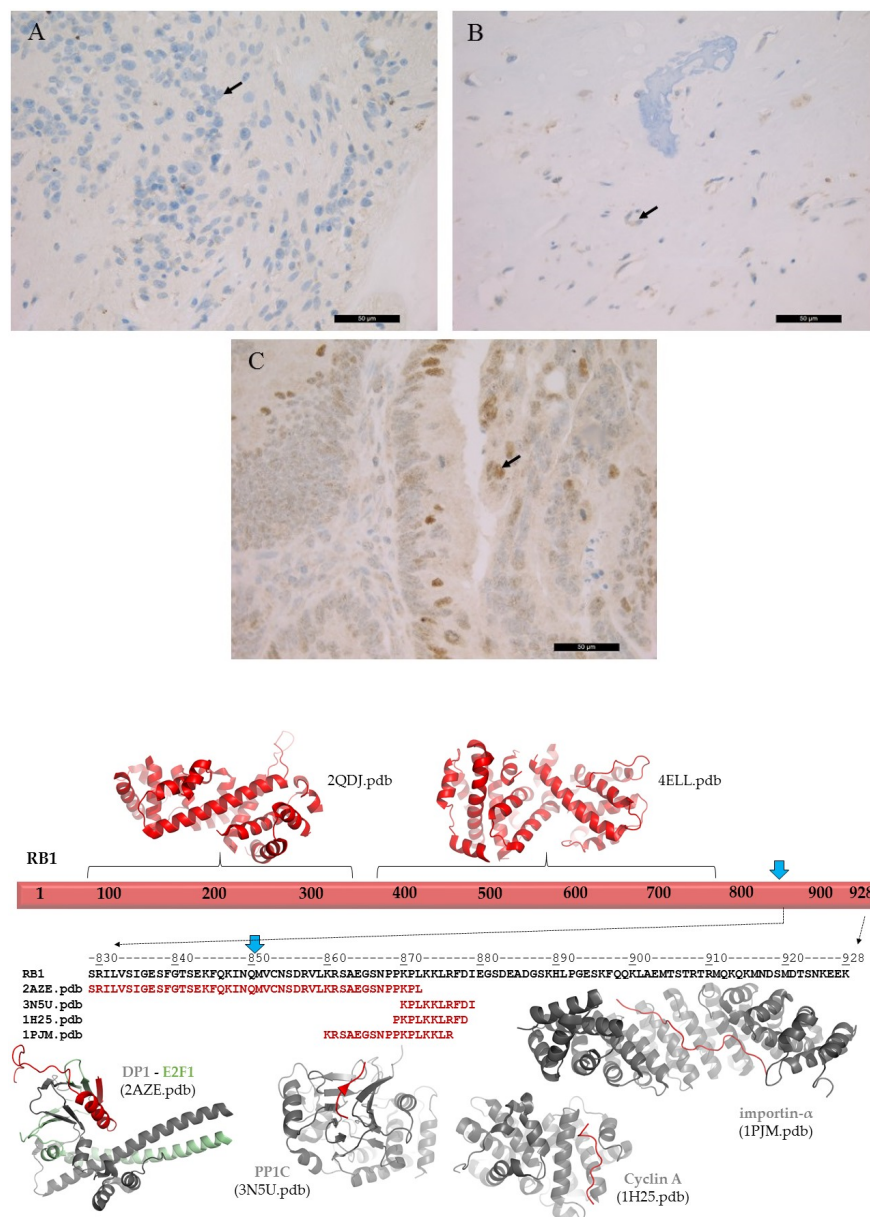 A
B
50 µm
50 µm
C
50 µm
2QDJ.pdb
4ELL.pdb
RB1
1 100 200 300 400 500 600 700 800 900 928
830 840 850 860 870 880 890 900 910 920 928
RB1 SRILVSIGESFGTSEKFQKINQMVCNSDRVLKRSAEGSNPPKPLKKLRFDIEGSDEADGSKHLPGESKFQQKLAEMTSTRTRMQKQKMNDSMDTSNKEEK
2AZE.pdb SRILVSIGESFGTSEKFQKINQMVCNSDRVLKRSAEGSNPPKPL
3N5U.pdb KPLKKLRFDI
1H25.pdb PKPLKKLRFD
1PJM.pdb KRSAEGSNPPKPLKKLR
DP1 - E2F1
(2AZE.pdb)
PP1C
(3N5U.pdb)
Cyclin A
(1H25.pdb)
importin-α
(1PJM.pdb)